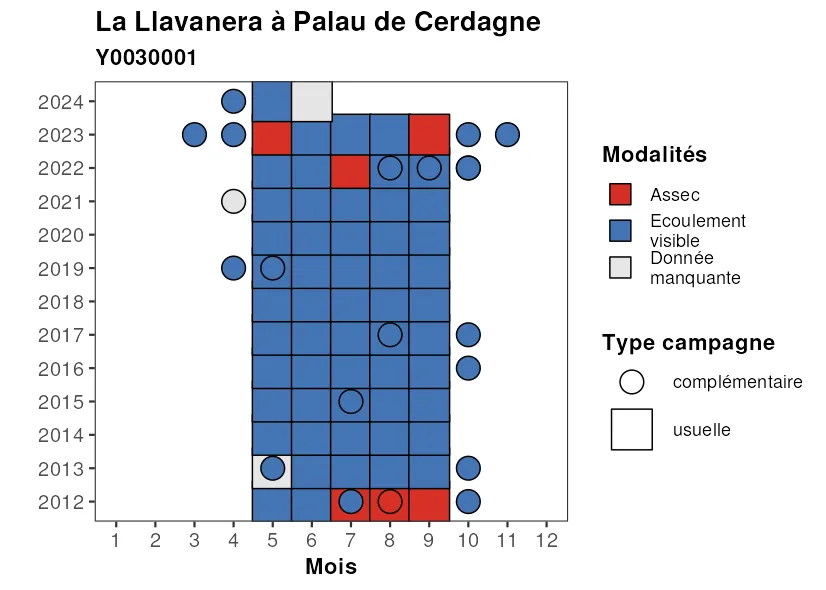 La Llavanera à Palau de Cerdagne
Y0030001
2024
2023
2022
2021
2020
2019
2018
2017
2016
2015
2014
2013
2012
1 2 3 4 5 6 7 8 9 10 11 12
Mois
Modalités
Assec
Ecoulement
visible
Donnée
manquante
Type campagne
complémentaire
usuelle